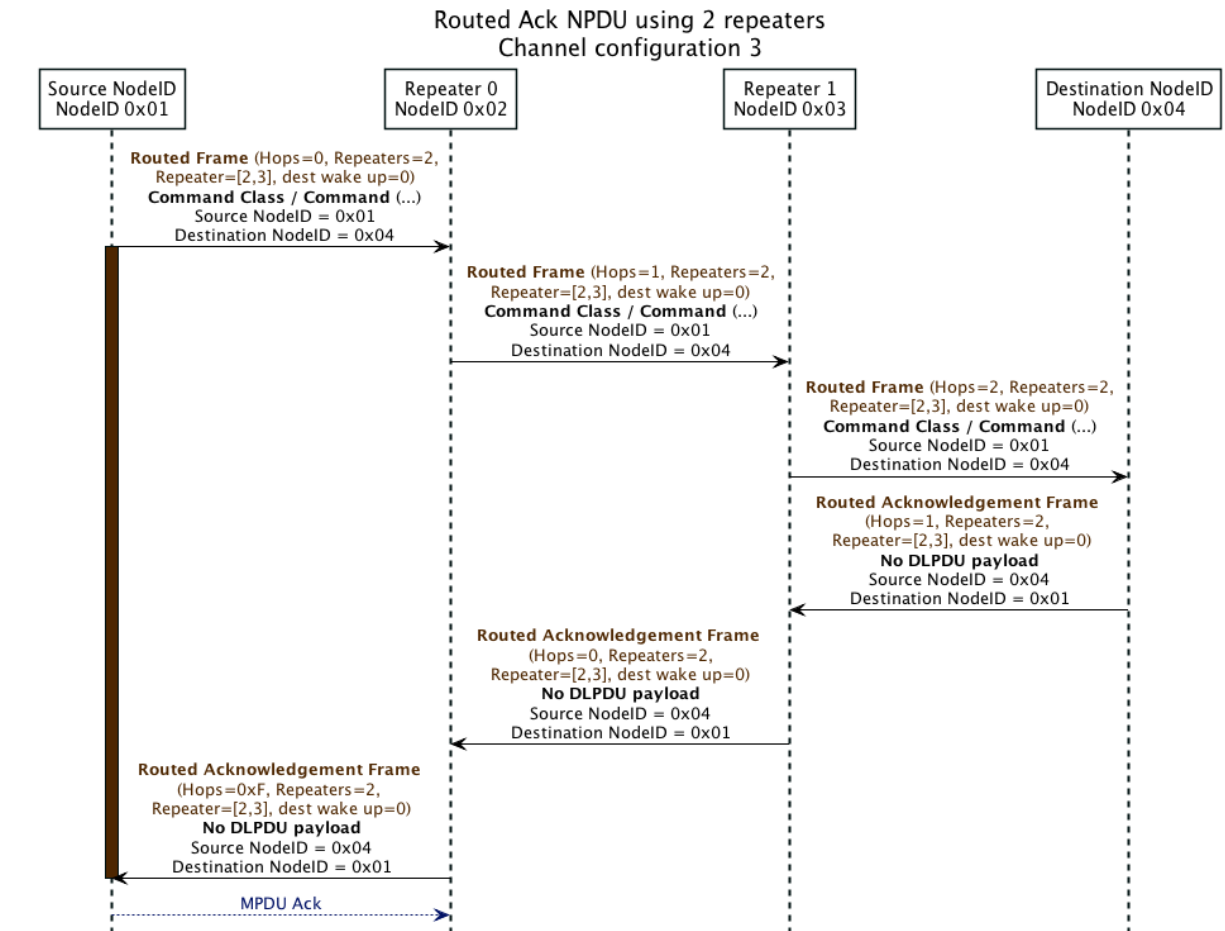 Routed Ack NPDU using 2 repeaters
Channel configuration 3
Source NodeID
NodeID 0x01
Repeater 0
NodeID 0x02
Repeater 1
NodeID 0x03
Destination NodeID
NodeID 0x04
Routed Frame (Hops=0, Repeaters=2,
Repeater=[2,3], dest wake up=0)
Command Class / Command (...)
Source NodeID = 0x01
Destination NodeID = 0x04
Routed Frame (Hops=1, Repeaters=2,
Repeater=[2,3], dest wake up=0)
Command Class / Command (...)
Source NodeID = 0x01
Destination NodeID = 0x04
Routed Frame (Hops=2, Repeaters=2,
Repeater=[2,3], dest wake up=0)
Command Class / Command (...)
Source NodeID = 0x01
Destination NodeID = 0x04
Routed Acknowledgement Frame
(Hops=1, Repeaters=2,
Repeater=[2,3], dest wake up=0)
No DLPDU payload
Source NodeID = 0x04
Destination NodeID = 0x01
Routed Acknowledgement Frame
(Hops=0, Repeaters=2,
Repeater=[2,3], dest wake up=0)
No DLPDU payload
Source NodeID = 0x04
Destination NodeID = 0x01
Routed Acknowledgement Frame
(Hops=0xF, Repeaters=2,
Repeater=[2,3], dest wake up=0)
No DLPDU payload
Source NodeID = 0x04
Destination NodeID = 0x01
MPDU Ack